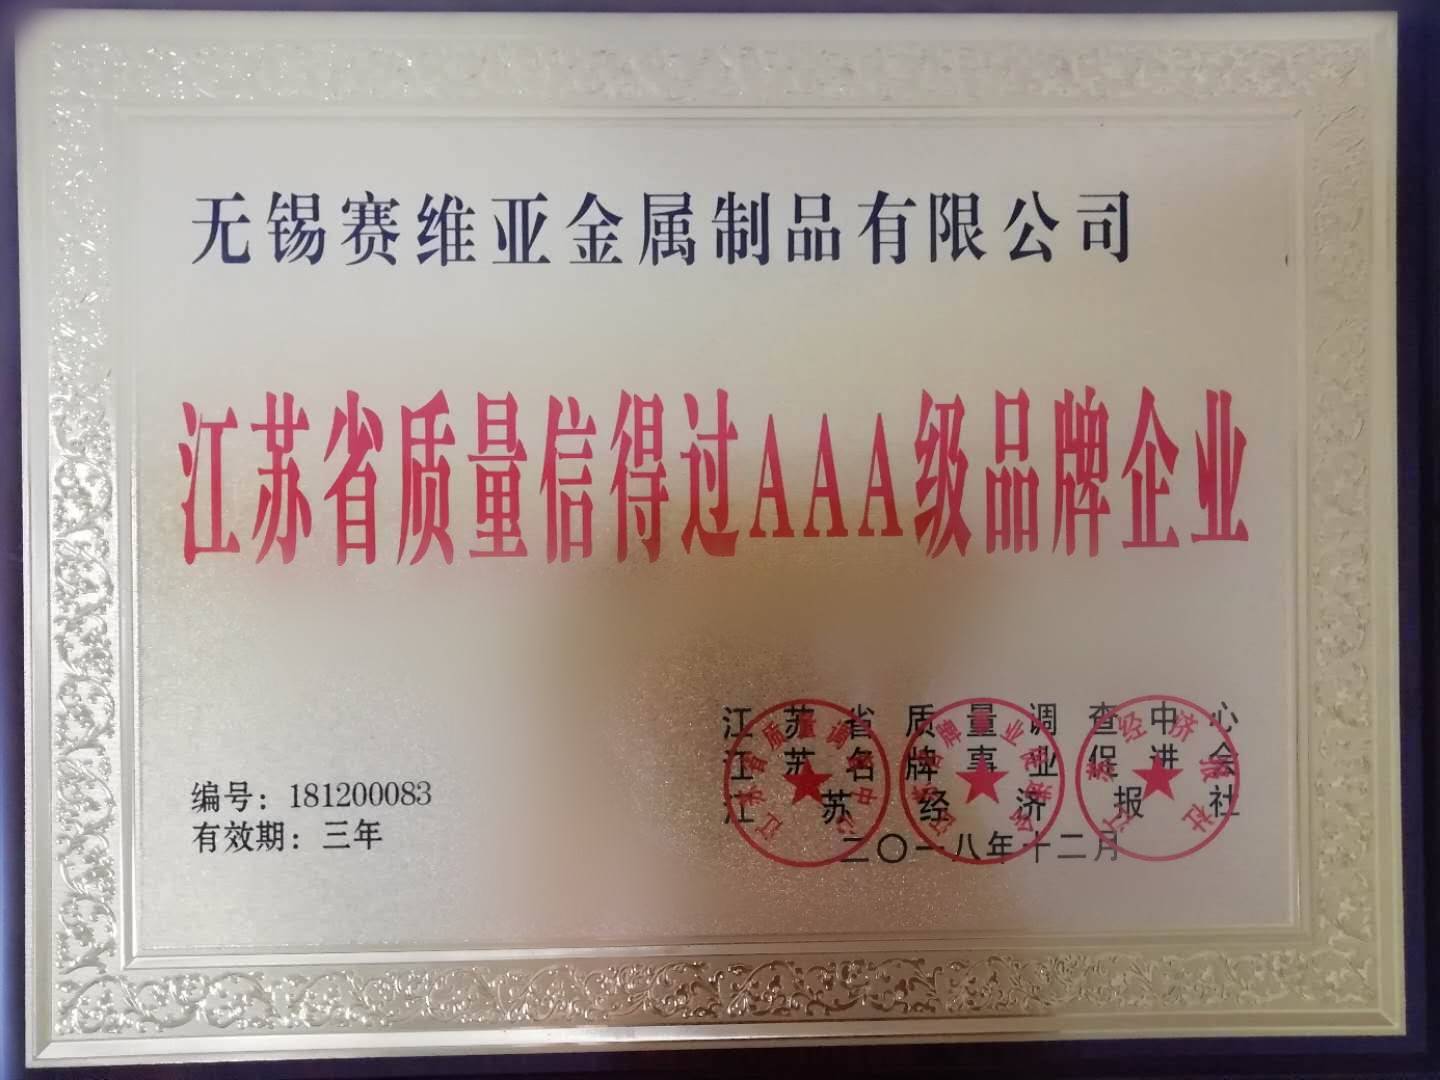 无锡赛维亚金属制品有限公司
江苏省质量信得过AAA级品牌企业
编号：181200083
有效期：三年
江苏省质量调查中心
江苏名牌事业促进会
江苏经济报社
二〇一八年十二月